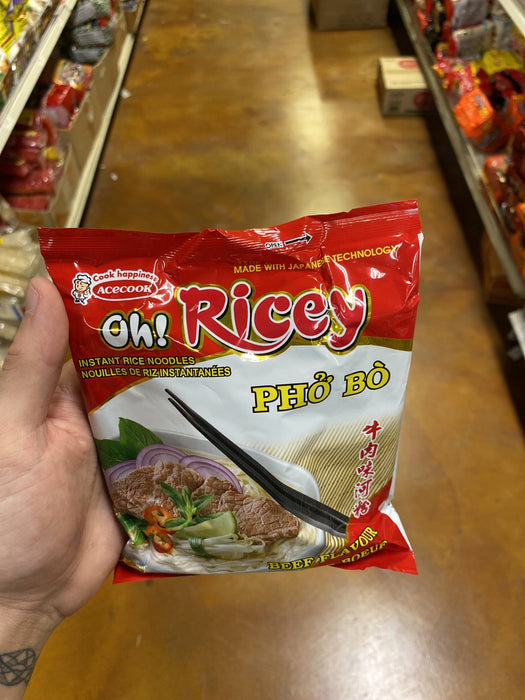 Cook happiness
ACECOOK
MADE WITH JAPANESE TECHNOLOGY
Oh! Ricey
INSTANT RICE NOODLES
NOUILLES DE RIZ INSTANTANÉES
PHỞ BÒ
牛肉味河粉
BEEF FLAVOUR
BOEUF